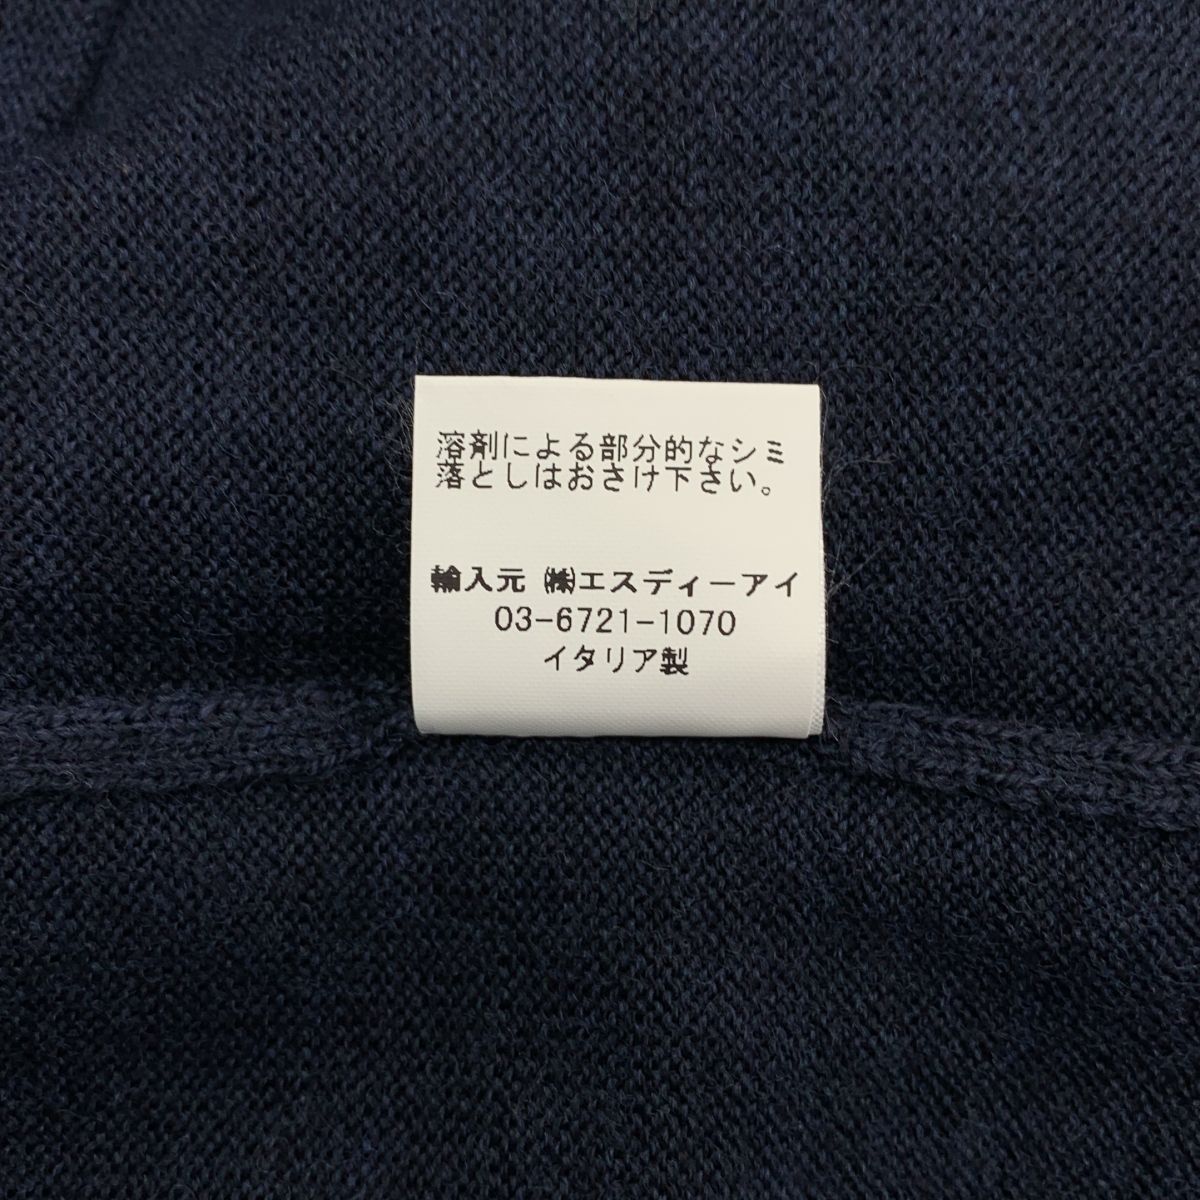 溶剤による部分的なシミ
落としはおさけ下さい。
輸入元 ㈱エスディーアイ
03-6721-1070
イタリア製